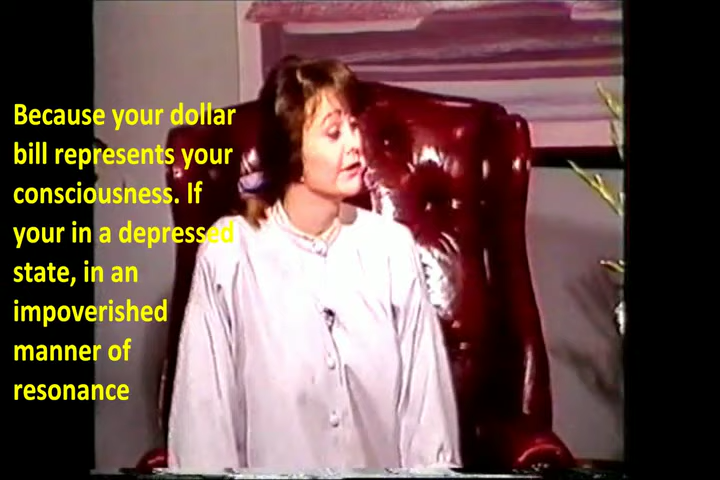 Because your dollar
bill represents your
consciousness. If
your in a depressed
state, in an
impoverished
manner of
resonance